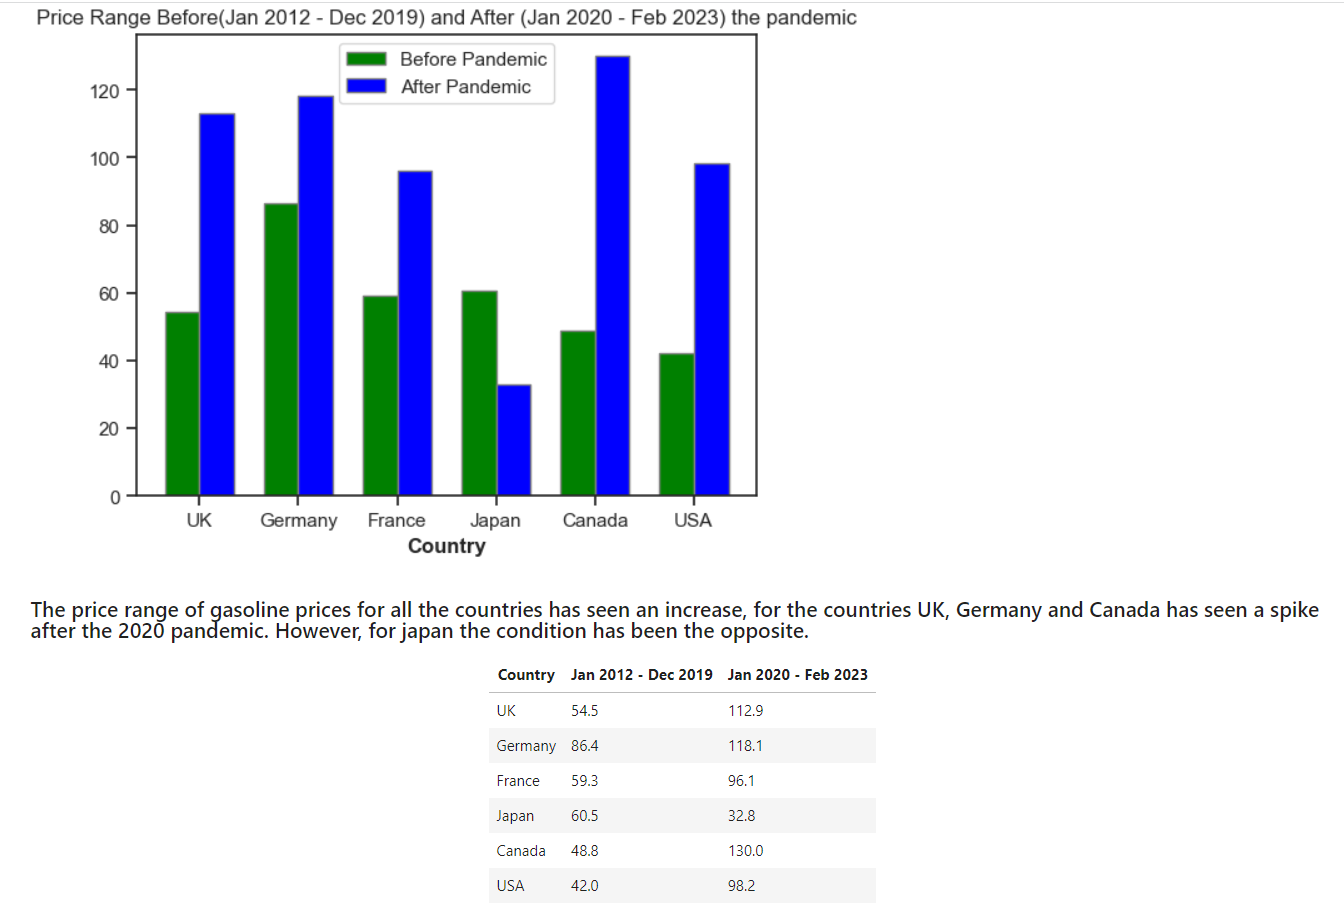 Price Range Before(Jan 2012 - Dec 2019) and After (Jan 2020 - Feb 2023) the pandemic
Before Pandemic
After Pandemic
120
100
80
60
40
20
0
UK Germany France Japan Canada USA
Country
The price range of gasoline prices for all the countries has seen an increase, for the countries UK, Germany and Canada has seen a spike
after the 2020 pandemic. However, for japan the condition has been the opposite.
Country Jan 2012 - Dec 2019 Jan 2020 - Feb 2023
UK 54.5 112.9
Germany 86.4 118.1
France 59.3 96.1
Japan 60.5 32.8
Canada 48.8 130.0
USA 42.0 98.2